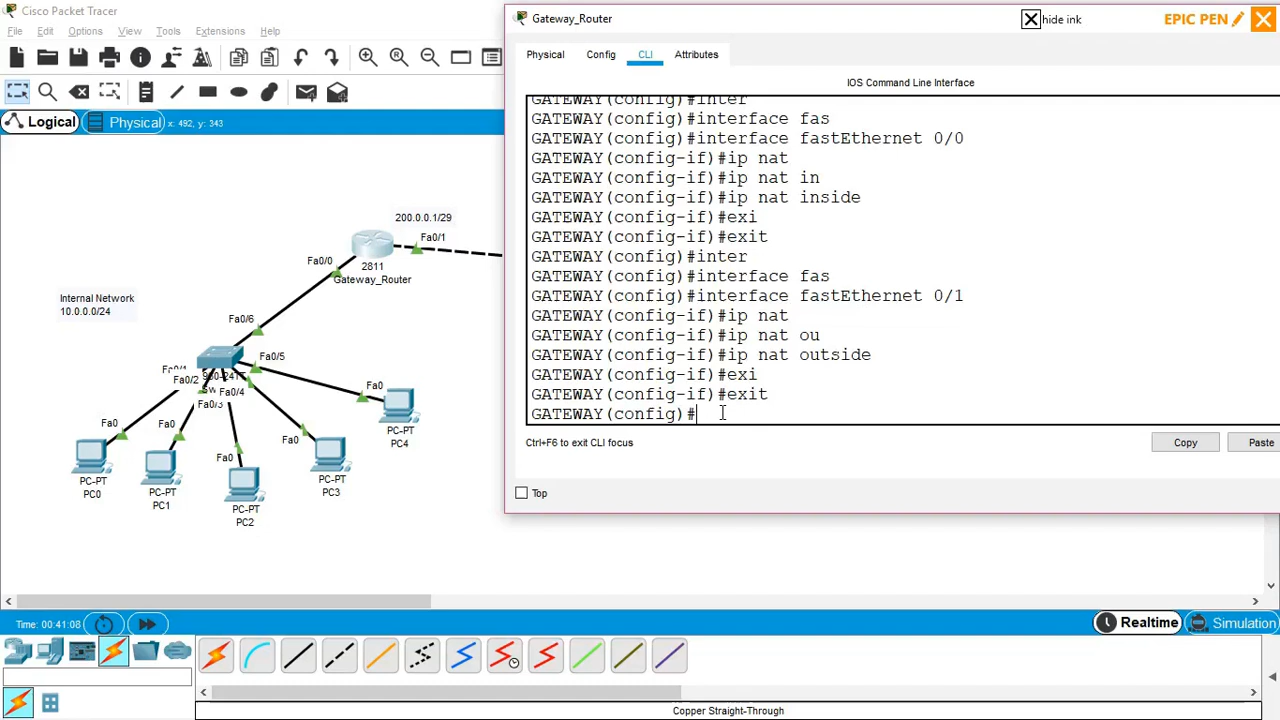 Cisco Packet Tracer
File Edit Options View Tools Extensions Help
Logical
Physical
x: 492, y: 343
200.0.0.1/29
Fa0/1
Fa0/0
2811
Gateway_Router
Internal Network
10.0.0.0/24
Fa0/6
Fa0/5
Fa0/2
Fa0/4
Fa0/3
Fa0
PC-PT
PC4
Fa0
PC-PT
PC0
Fa0
PC-PT
PC1
Fa0
PC-PT
PC2
Fa0
PC-PT
PC3
Gateway_Router
hide ink
EPIC PEN
Physical Config CLI Attributes
IOS Command Line Interface
GATEWAY(config)#inter
GATEWAY(config)#interface fas
GATEWAY(config)#interface fastEthernet 0/0
GATEWAY(config-if)#ip nat
GATEWAY(config-if)#ip nat in
GATEWAY(config-if)#ip nat inside
GATEWAY(config-if)#exi
GATEWAY(config-if)#exit
GATEWAY(config)#inter
GATEWAY(config)#interface fas
GATEWAY(config)#interface fastEthernet 0/1
GATEWAY(config-if)#ip nat
GATEWAY(config-if)#ip nat ou
GATEWAY(config-if)#ip nat outside
GATEWAY(config-if)#exi
GATEWAY(config-if)#exit
GATEWAY(config)#
Ctrl+F6 to exit CLI focus
Copy
Paste
Top
Time: 00:41:08
Realtime
Simulation
Copper Straight-Through